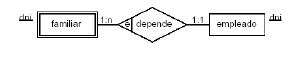 dni
familiar
1:n
e
depende
1:1
empleado
dni